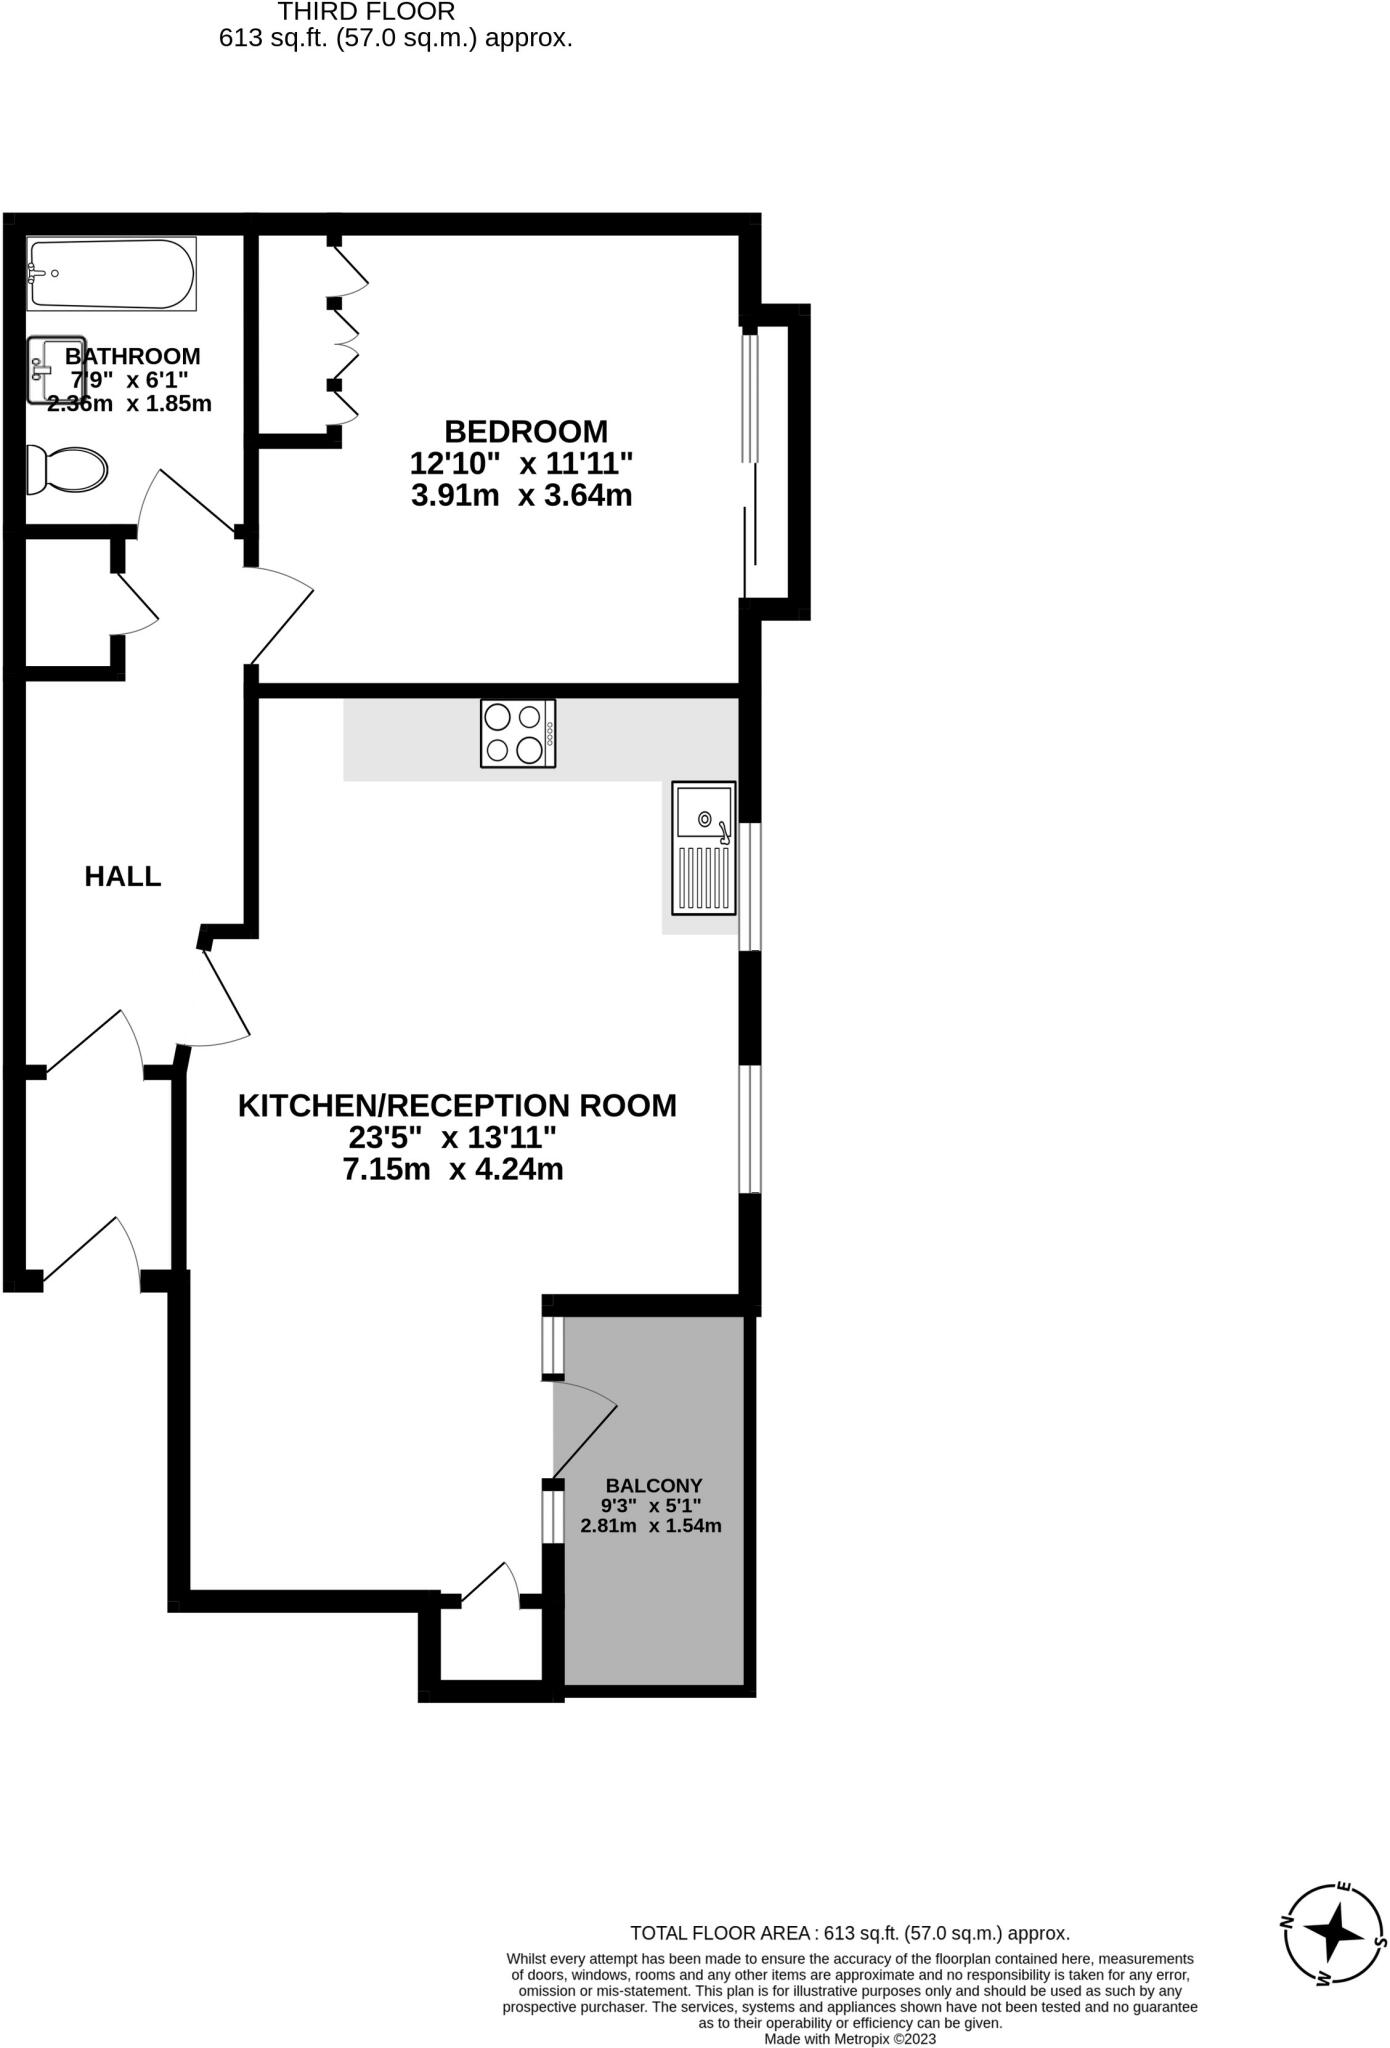 THIRD FLOOR
613 sq.ft. (57.0 sq.m.) approx.
BATHROOM
7'9" x 6'1"
2.36m x 1.85m
BEDROOM
12'10" x 11'11"
3.91m x 3.64m
HALL
KITCHEN/RECEPTION ROOM
23'5" x 13'11"
7.15m x 4.24m
BALCONY
9'3" x 5'1"
2.81m x 1.54m
E
N
S
W
TOTAL FLOOR AREA : 613 sq.ft. (57.0 sq.m.) approx.
Whilst every attempt has been made to ensure the accuracy of the floorplan contained here, measurements
of doors, windows, rooms and any other items are approximate and no responsibility is taken for any error,
omission or mis-statement. This plan is for illustrative purposes only and should be used as such by any
prospective purchaser. The services, systems and appliances shown have not been tested and no guarantee
as to their operability or efficiency can be given.
Made with Metropix ©2023